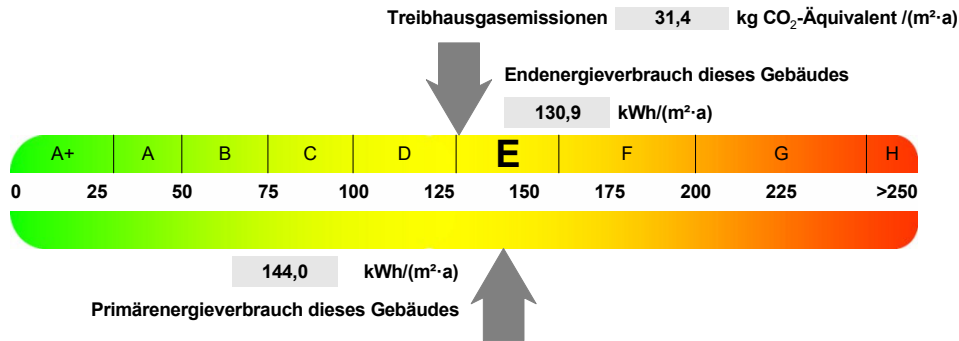 Treibhausgasemissionen 31,4 kg CO₂-Äquivalent /(m²·a)
Endenergieverbrauch dieses Gebäudes
130,9 kWh/(m²·a)
A+ A B C D E F G H
0 25 50 75 100 125 150 175 200 225 >250
144,0 kWh/(m²·a)
Primärenergieverbrauch dieses Gebäudes